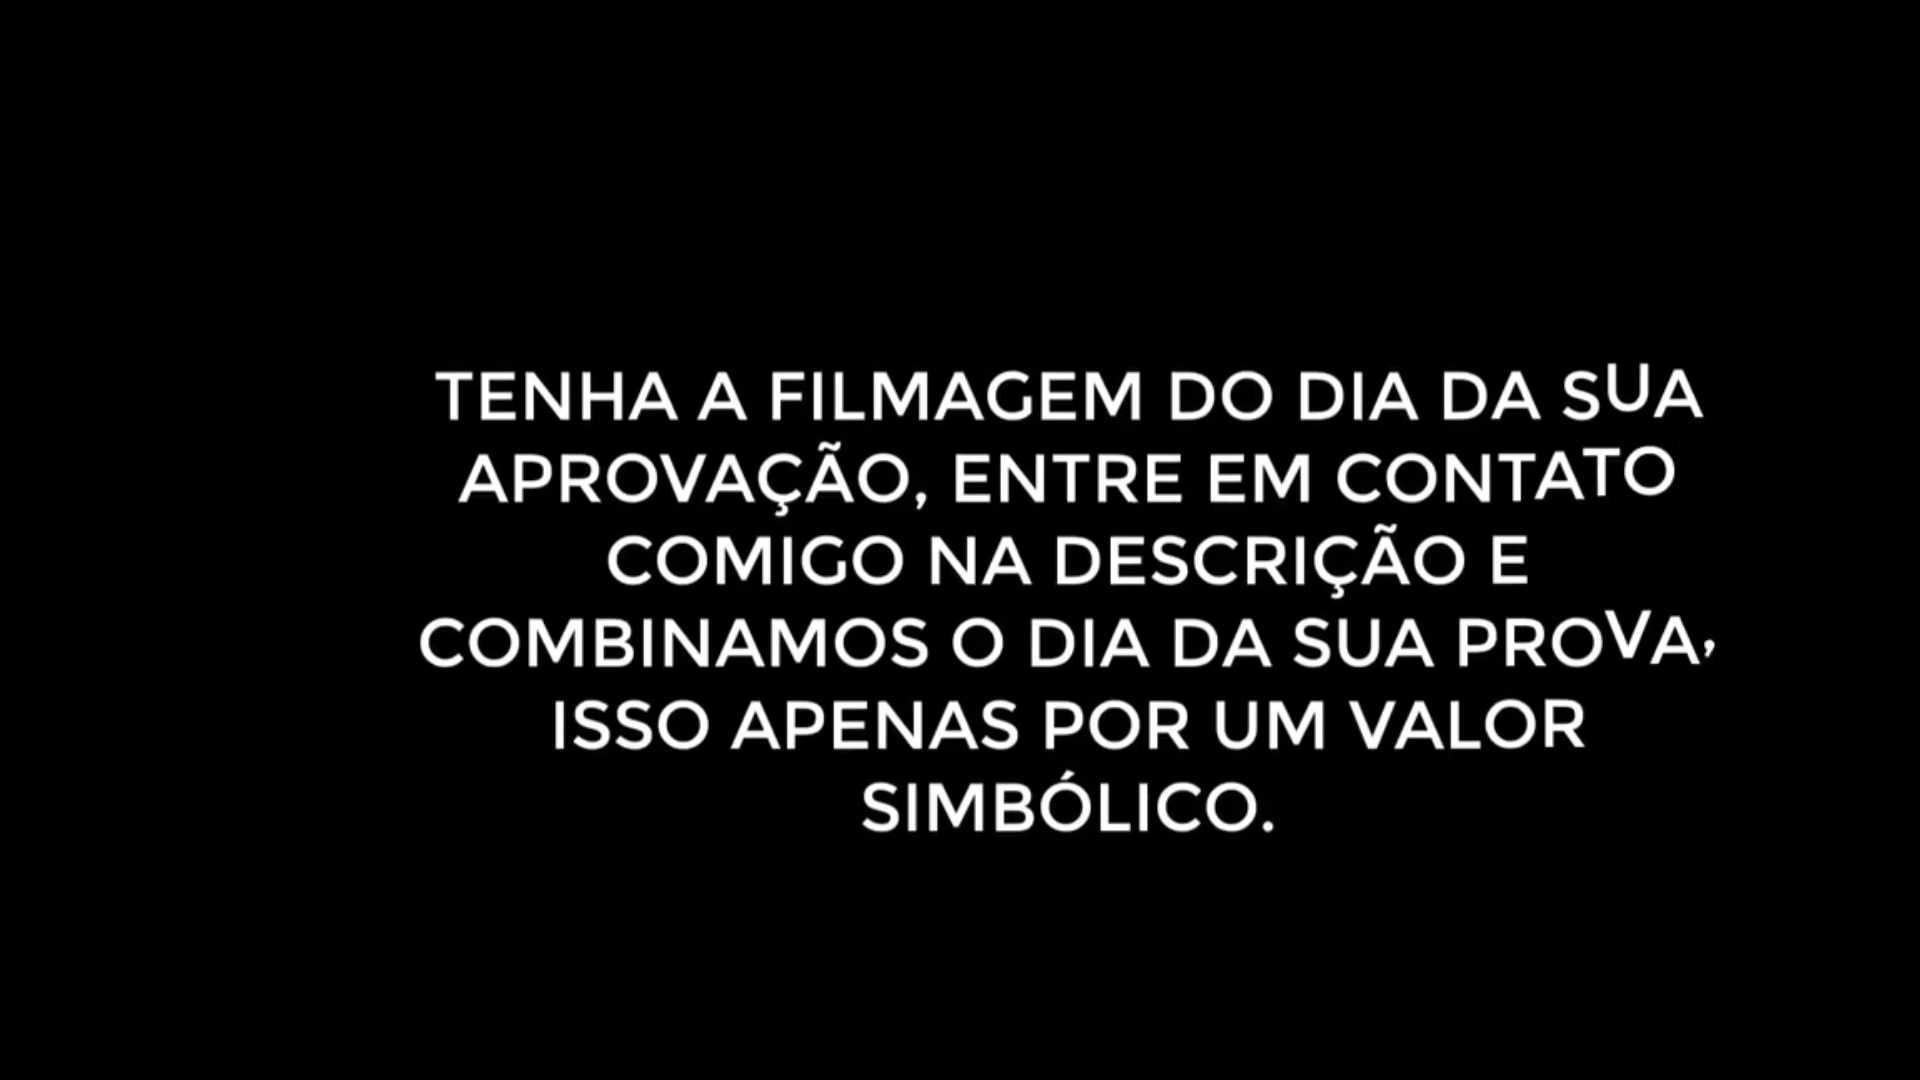 TENHA A FILMAGEM DO DIA DA SUA
APROVAÇÃO, ENTRE EM CONTATO
COMIGO NA DESCRIÇÃO E
COMBINAMOS O DIA DA SUA PROVA,
ISSO APENAS POR UM VALOR
SIMBÓLICO.